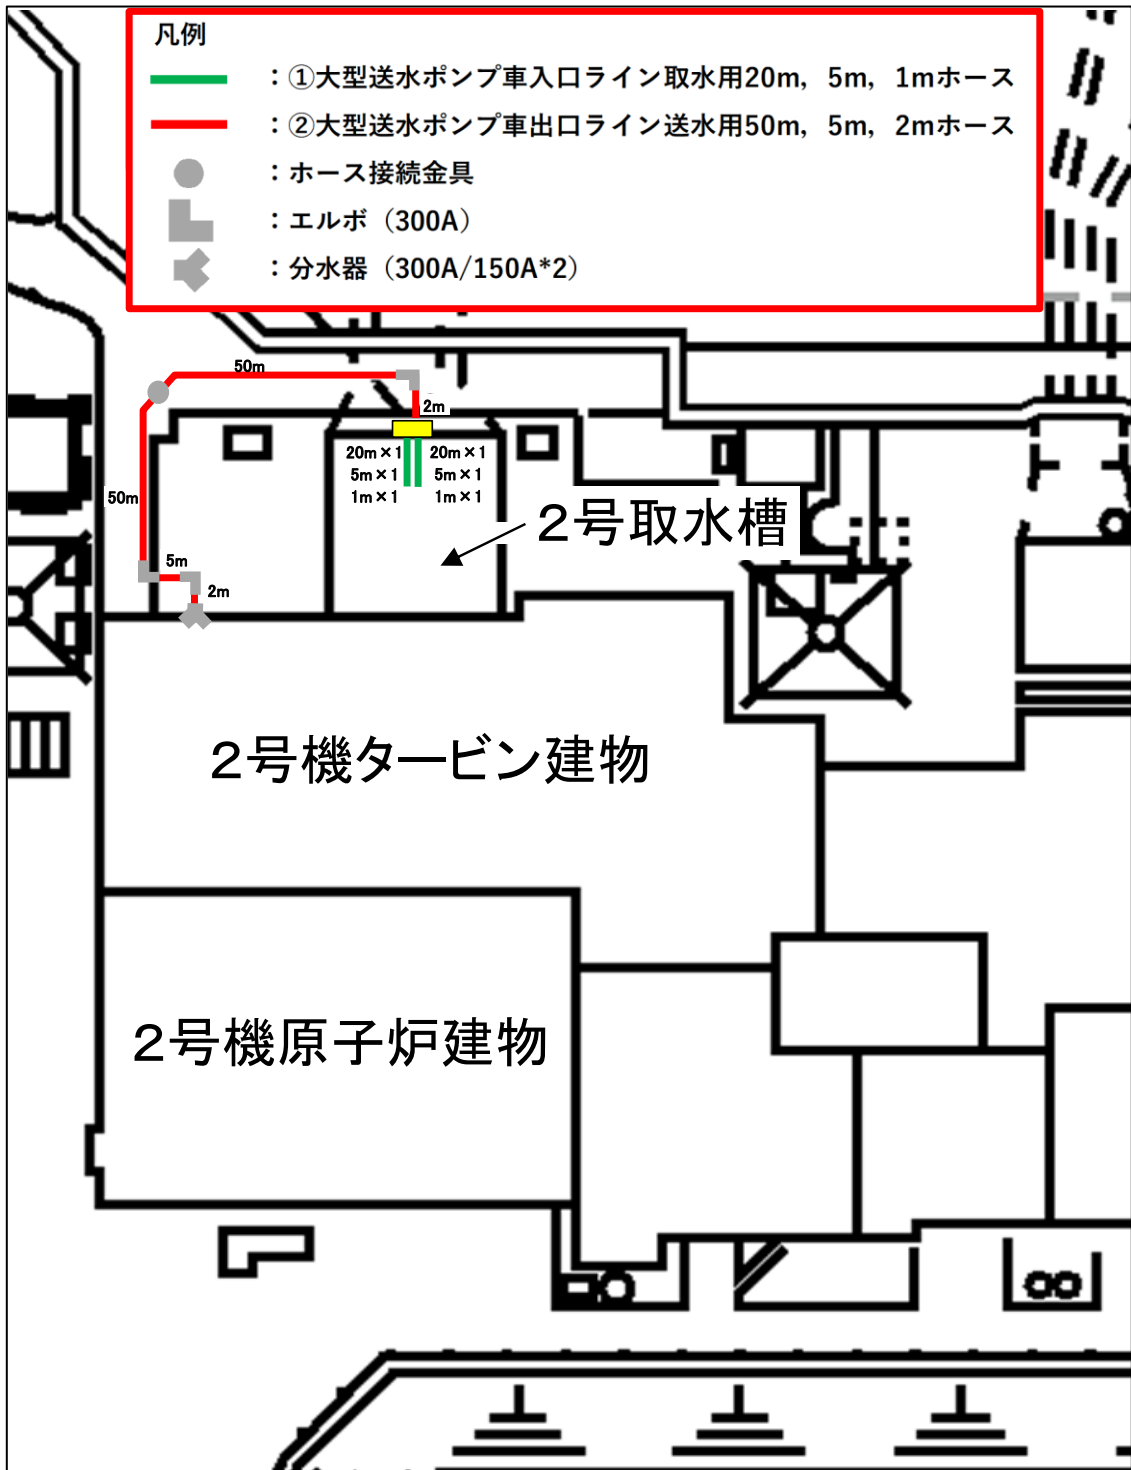 凡例
：①大型送水ポンプ車入口ライン取水用20m, 5m, 1mホース
：②大型送水ポンプ車出口ライン送水用50m, 5m, 2mホース
：ホース接続金具
：エルボ（300A）
：分水器（300A/150A*2）
50m
2m
20m×1 20m×1
5m×1 5m×1
1m×1 1m×1
50m
2号取水槽
5m
2m
2号機タービン建物
2号機原子炉建物